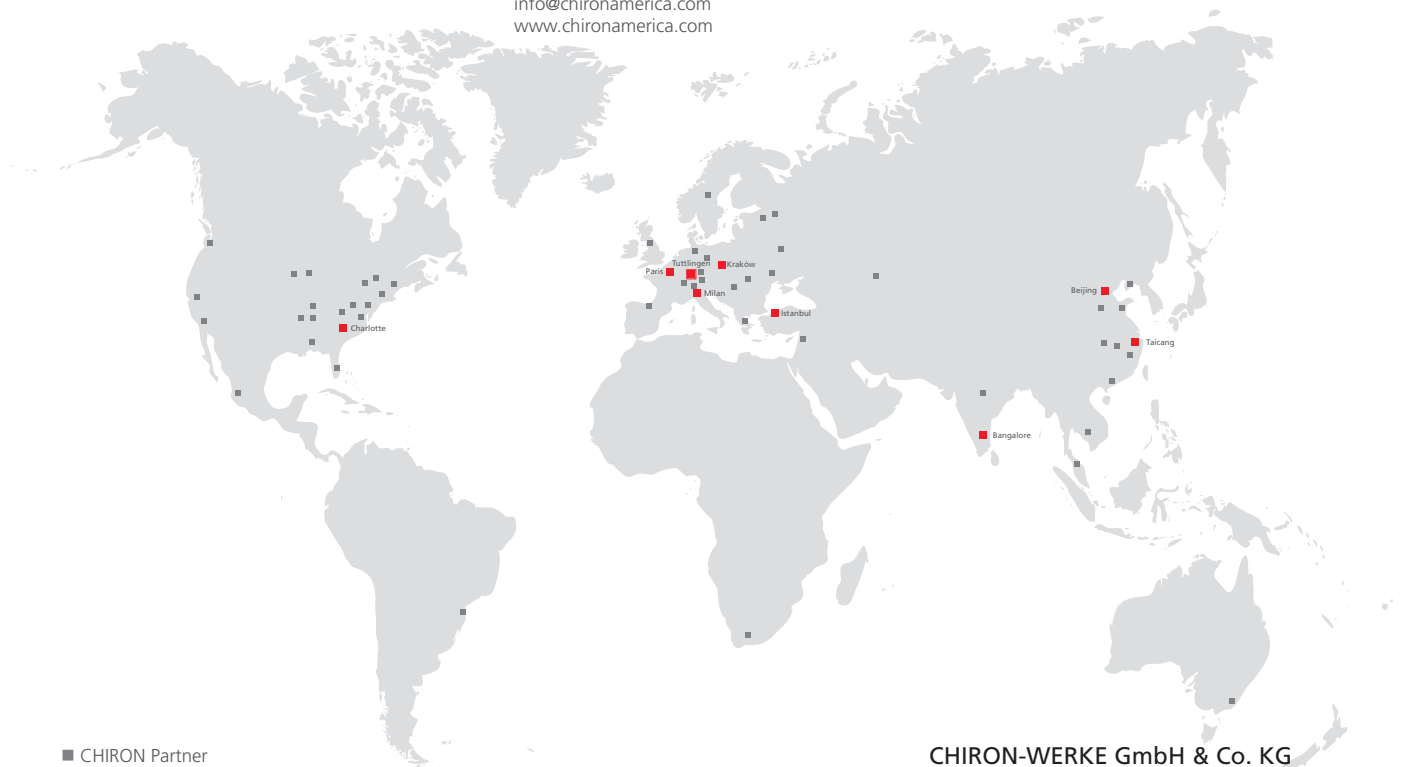 info@chironamerica.com
www.chironamerica.com
Tuttlingen
Kraków
Paris
Milan
Istanbul
Charlotte
Beijing
Taicang
Bangalore
CHIRON Partner
CHIRON-WERKE GmbH & Co. KG